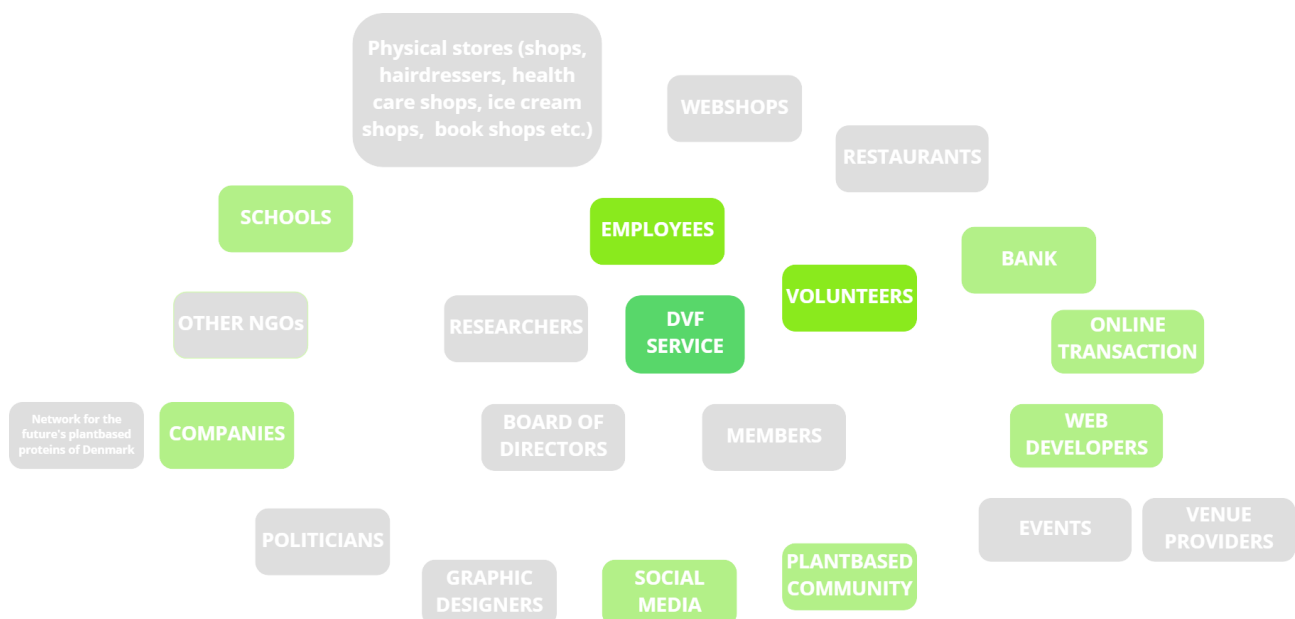 Physical stores (shops,
hairdressers, health
care shops, ice cream
shops, book shops etc.)
WEBSHOPS
RESTAURANTS
SCHOOLS
EMPLOYEES
BANK
VOLUNTEERS
OTHER NGOs
RESEARCHERS
DVF
SERVICE
ONLINE
TRANSACTION
Network for the
future's plantbased
proteins of Denmark
COMPANIES
BOARD OF
DIRECTORS
MEMBERS
WEB
DEVELOPERS
POLITICIANS
EVENTS
VENUE
PROVIDERS
GRAPHIC
DESIGNERS
SOCIAL
MEDIA
PLANTBASED
COMMUNITY